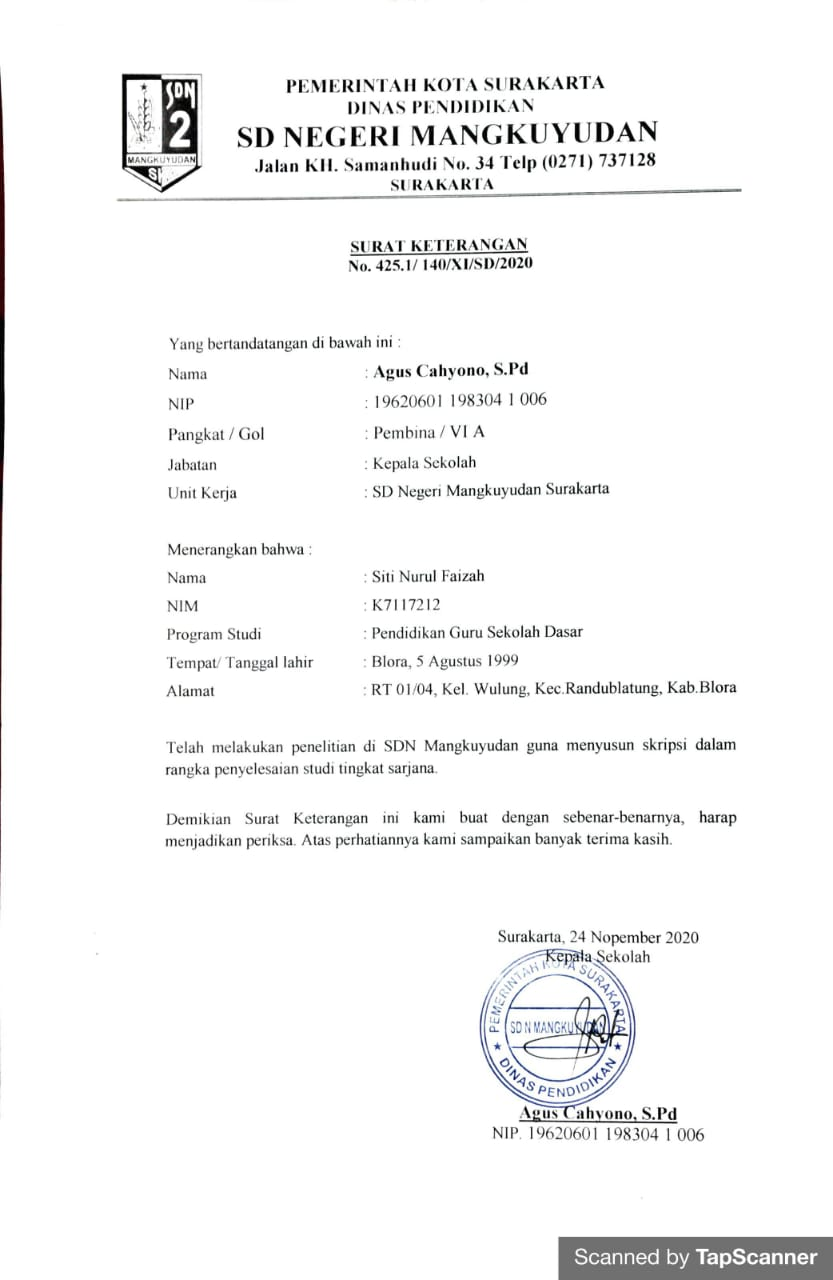 SDN
2
MANGKUYUDAN
PEMERINTAH KOTA SURAKARTA
DINAS PENDIDIKAN
SD NEGERI MANGKUYUDAN
Jalan KH. Samanhudi No. 34 Telp (0271) 737128
SURAKARTA
SURAT KETERANGAN
No. 425.1/ 140/XI/SD/2020
Yang bertandatangan di bawah ini :
Nama : Agus Cahyono, S.Pd
NIP : 19620601 198304 1 006
Pangkat / Gol : Pembina / VI A
Jabatan : Kepala Sekolah
Unit Kerja : SD Negeri Mangkuyudan Surakarta
Menerangkan bahwa :
Nama : Siti Nurul Faizah
NIM : K7117212
Program Studi : Pendidikan Guru Sekolah Dasar
Tempat/ Tanggal lahir : Blora, 5 Agustus 1999
Alamat : RT 01/04, Kel. Wulung, Kec.Randublatung, Kab.Blora
Telah melakukan penelitian di SDN Mangkuyudan guna menyusun skripsi dalam
rangka penyelesaian studi tingkat sarjana.
Demikian Surat Keterangan ini kami buat dengan sebenar-benarnya, harap
menjadikan periksa. Atas perhatiannya kami sampaikan banyak terima kasih.
Surakarta, 24 Nopember 2020
Kepala Sekolah
PEMERINTAH KOTA SURAKARTA
SD N MANGKUYUDAN
DINAS PENDIDIKAN
Agus Cahyono, S.Pd
NIP. 19620601 198304 1 006
Scanned by TapScanner